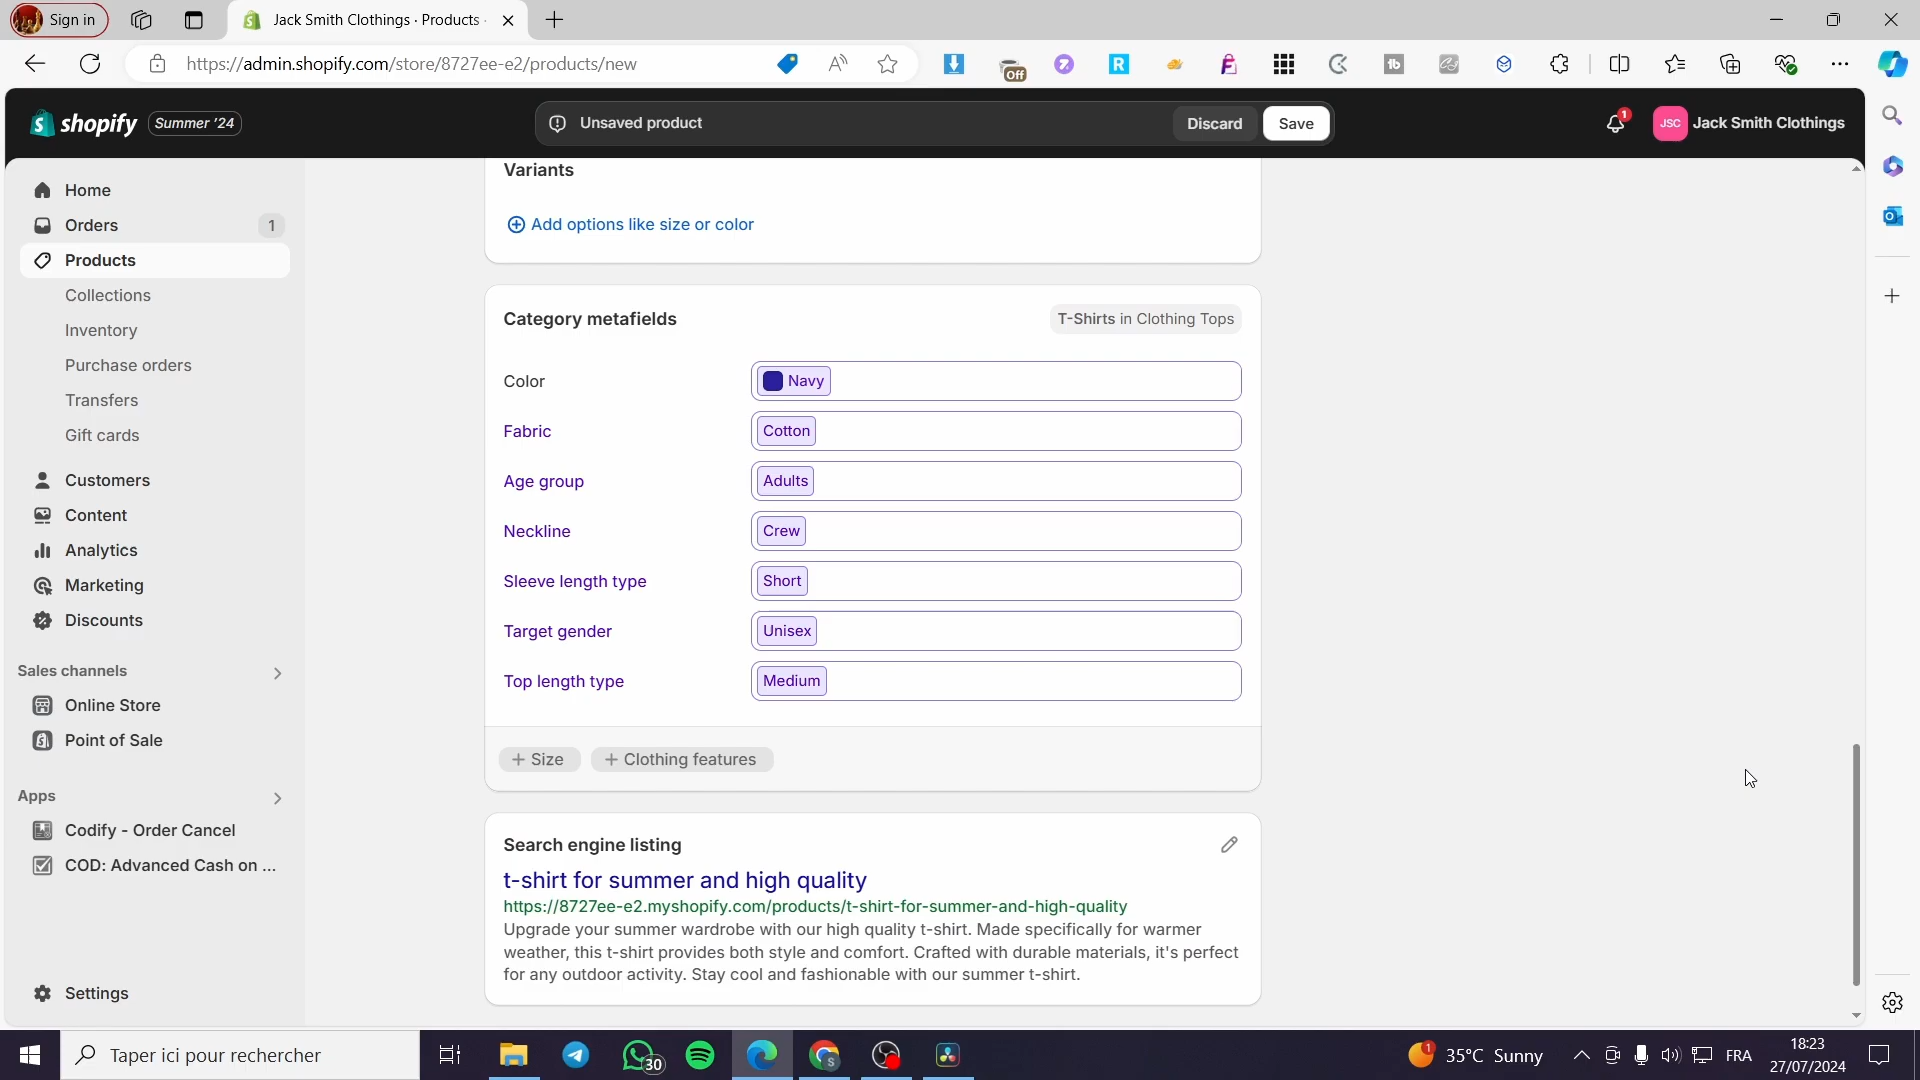 Sign in
Jack Smith Clothings · Products ·
https://admin.shopify.com/store/8727ee-e2/products/new
Off
shopify
Summer '24
Unsaved product
Discard
Save
1
JSC
Jack Smith Clothings
Home
Orders
1
Products
Collections
Inventory
Purchase orders
Transfers
Gift cards
Customers
Content
Analytics
Marketing
Discounts
Sales channels
Online Store
Point of Sale
Apps
Codify - Order Cancel
COD: Advanced Cash on ...
Settings
Variants
Add options like size or color
Category metafields
T-Shirts in Clothing Tops
Color
Navy
Fabric
Cotton
Age group
Adults
Neckline
Crew
Sleeve length type
Short
Target gender
Unisex
Top length type
Medium
+ Size
+ Clothing features
Search engine listing
t-shirt for summer and high quality
https://8727ee-e2.myshopify.com/products/t-shirt-for-summer-and-high-quality
Upgrade your summer wardrobe with our high quality t-shirt. Made specifically for warmer
weather, this t-shirt provides both style and comfort. Crafted with durable materials, it's perfect
for any outdoor activity. Stay cool and fashionable with our summer t-shirt.
Taper ici pour rechercher
30
1
35°C Sunny
FRA
18:23
27/07/2024